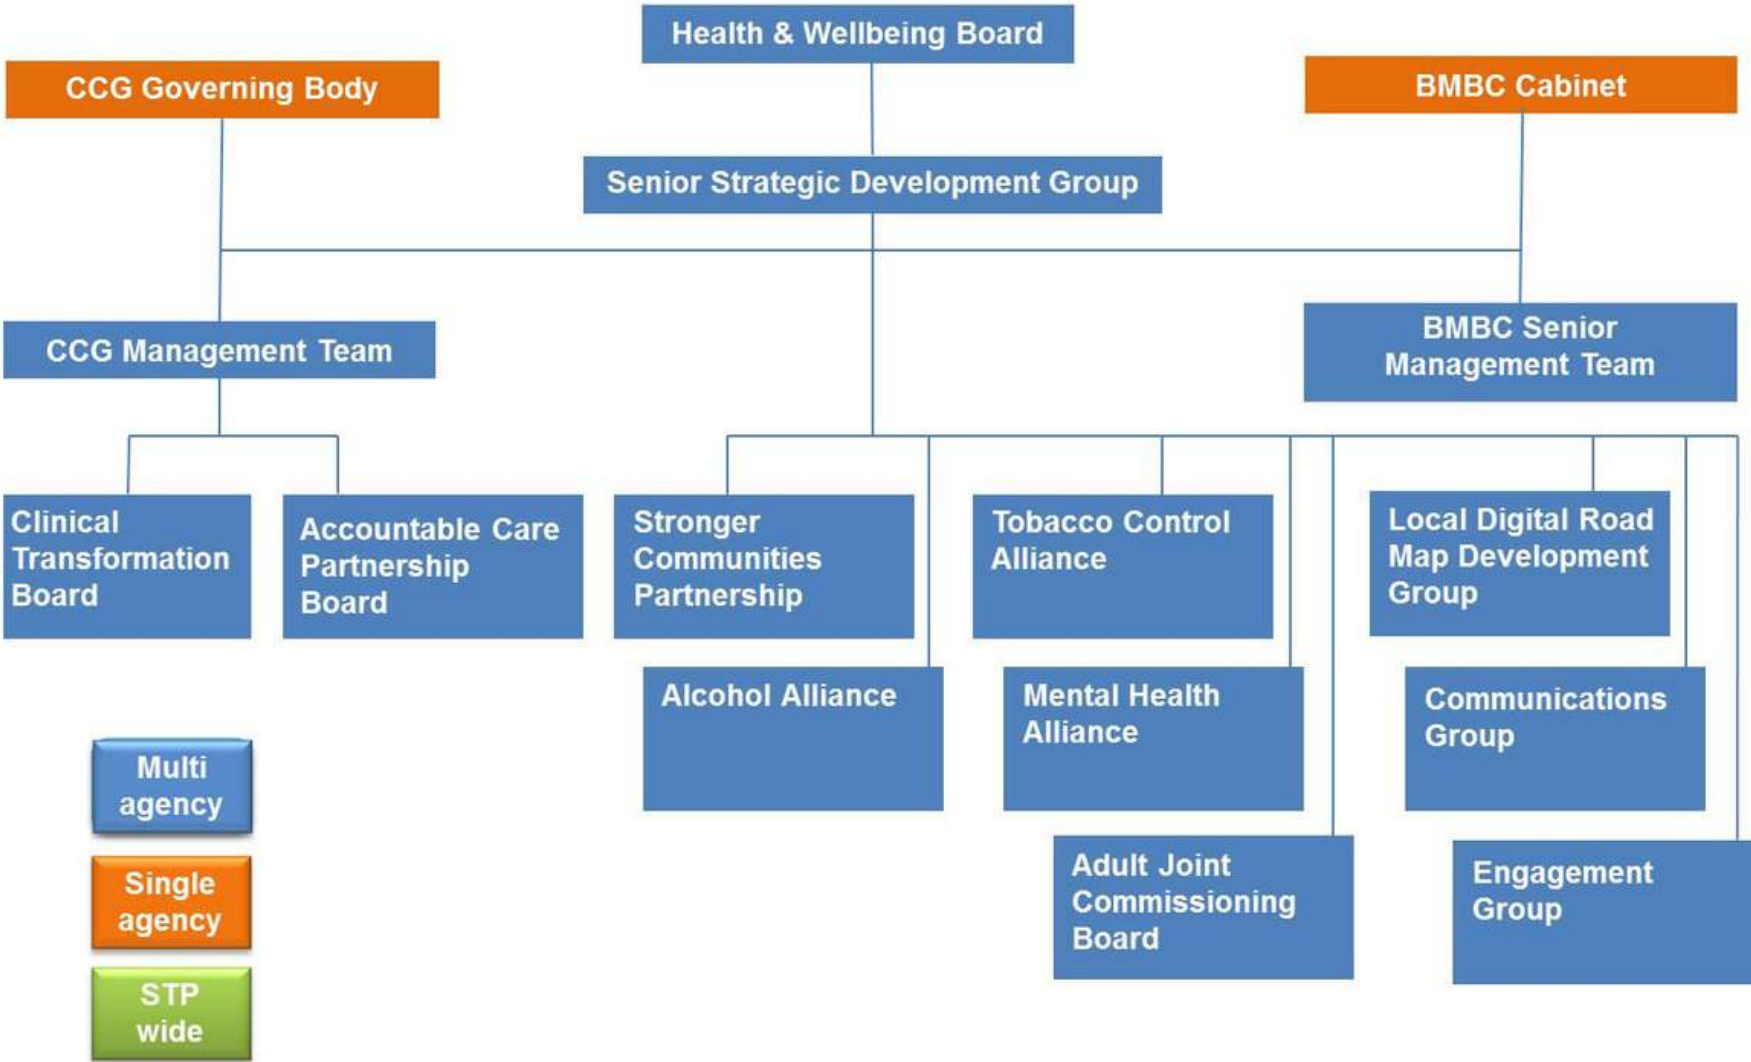 Health & Wellbeing Board
CCG Governing Body
BMBC Cabinet
Senior Strategic Development Group
CCG Management Team
BMBC Senior
Management Team
Clinical
Transformation
Board
Accountable Care
Partnership
Board
Stronger
Communities
Partnership
Tobacco Control
Alliance
Local Digital Road
Map Development
Group
Alcohol Alliance
Mental Health
Alliance
Communications
Group
Adult Joint
Commissioning
Board
Engagement
Group
Multi
agency
Single
agency
STP
wide